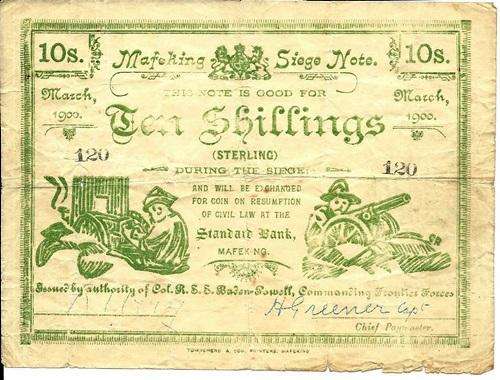 10s. Mafeking Siege Note. 10s.
March, 1900. THIS NOTE IS GOOD FOR March, 1900.
Ten Shillings
120 (STERLING) 120
DURING THE SIEGE
AND WILL BE EXCHANGED
FOR COIN ON RESUMPTION
OF CIVIL LAW AT THE
Standard Bank,
MAFEKING.
Issued by authority of Col. R. S. S. Baden-Powell, Commanding Frontier Forces
H Greener Capt
Chief Paymaster.
TOWNSHEND & SON, PRINTERS, MAFEKING